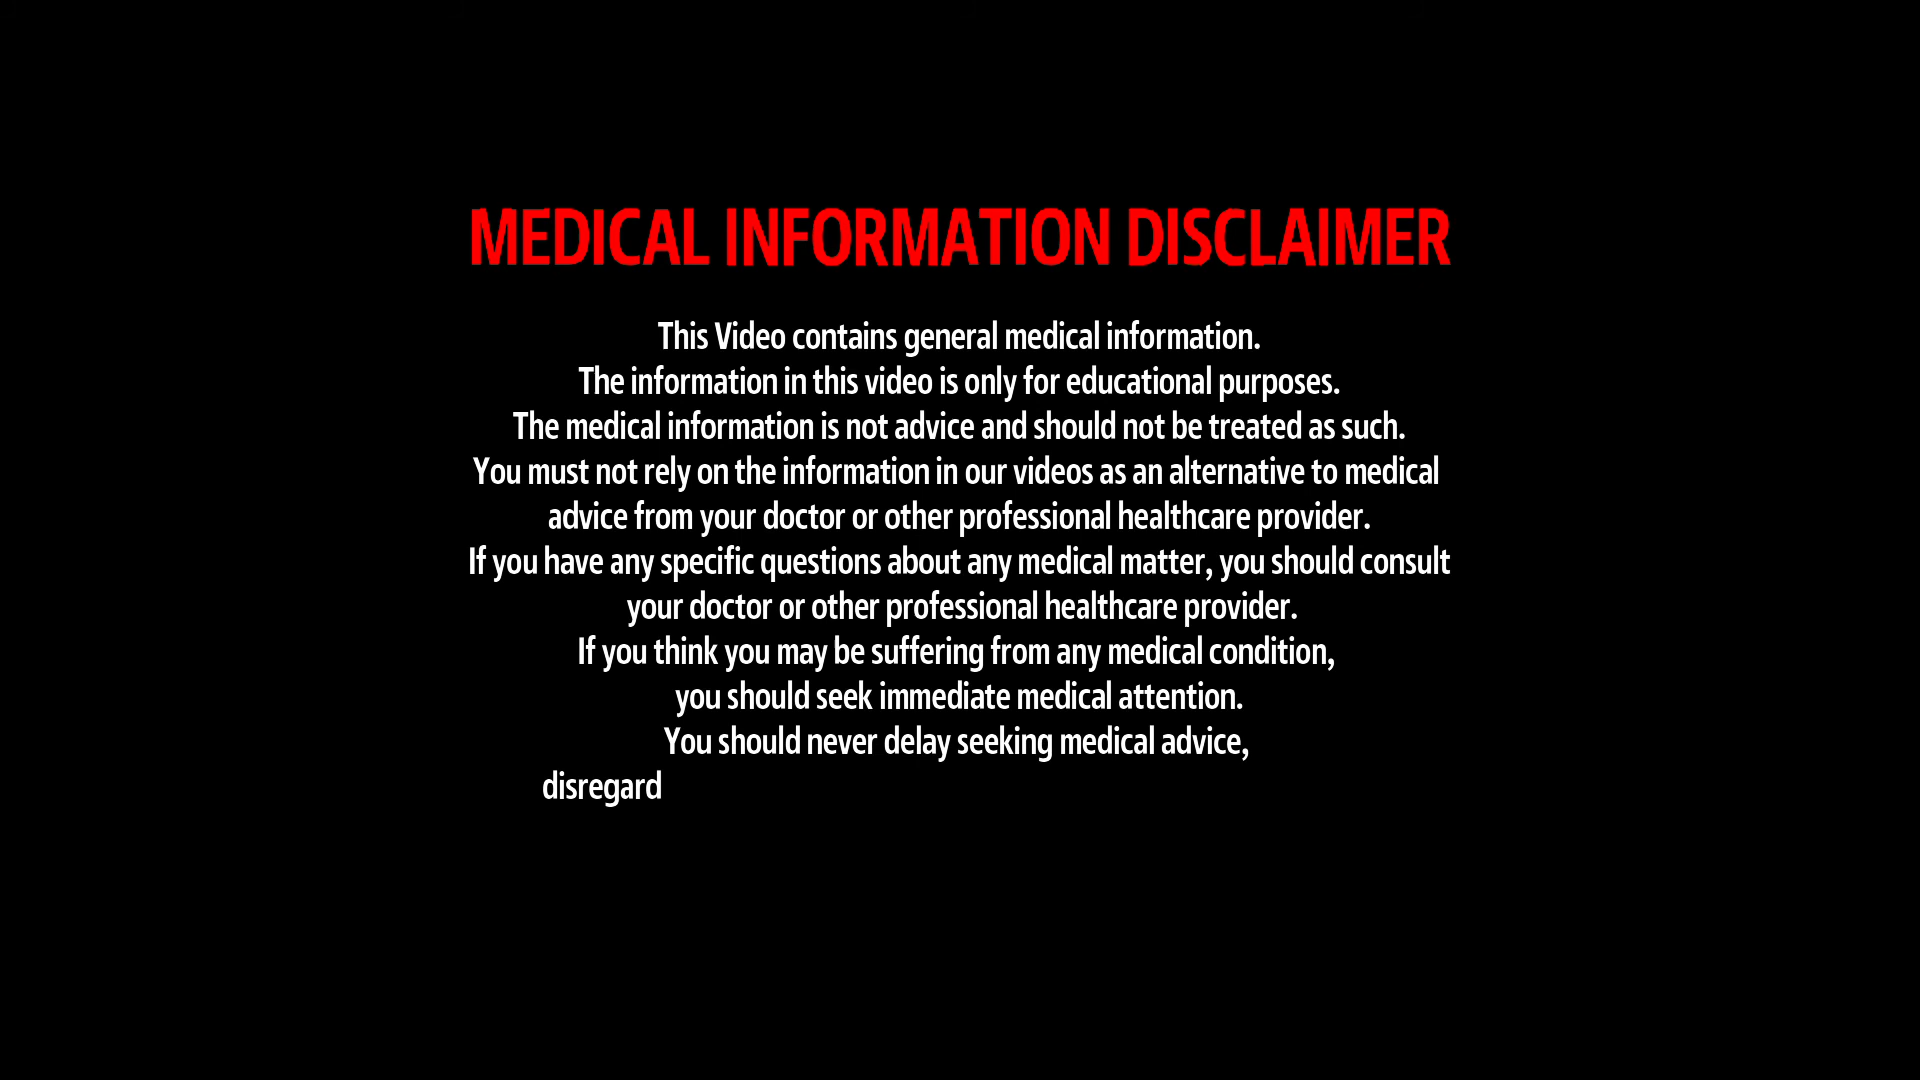 MEDICAL INFORMATION DISCLAIMER
This Video contains general medical information.
The information in this video is only for educational purposes.
The medical information is not advice and should not be treated as such.
You must not rely on the information in our videos as an alternative to medical
advice from your doctor or other professional healthcare provider.
If you have any specific questions about any medical matter, you should consult
your doctor or other professional healthcare provider.
If you think you may be suffering from any medical condition,
you should seek immediate medical attention.
You should never delay seeking medical advice,
disregard